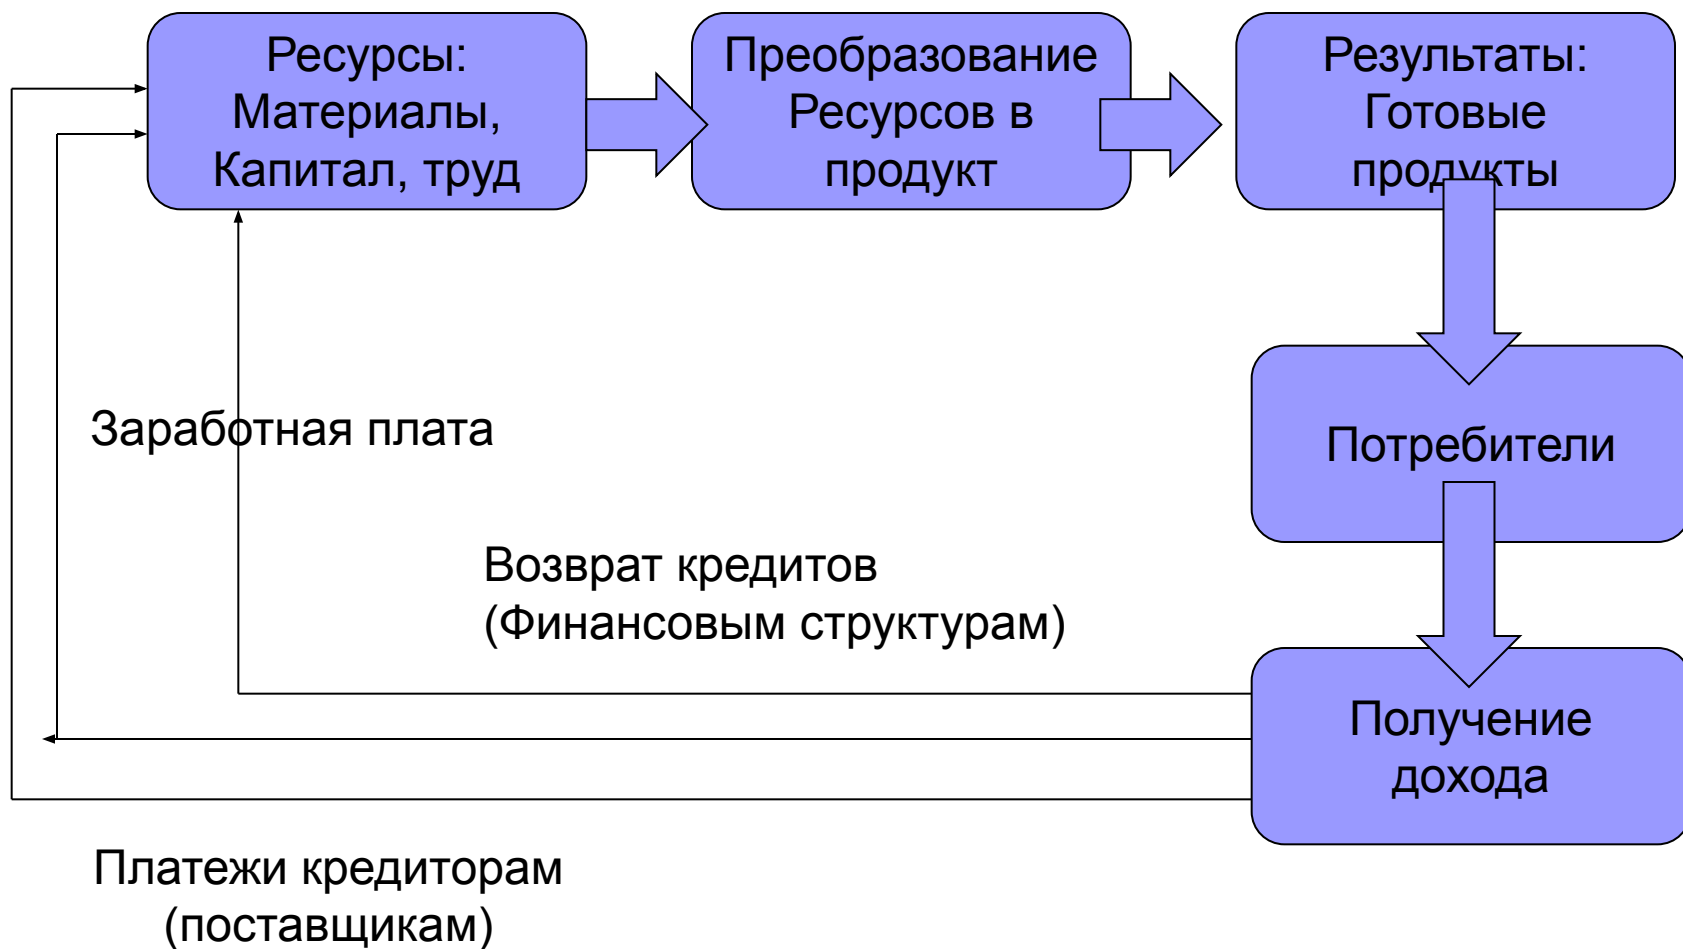 Ресурсы:
Материалы,
Капитал, труд
Преобразование
Ресурсов в
продукт
Результаты:
Готовые
продукты
Потребители
Заработная плата
Возврат кредитов
(Финансовым структурам)
Получение
дохода
Платежи кредиторам
(поставщикам)